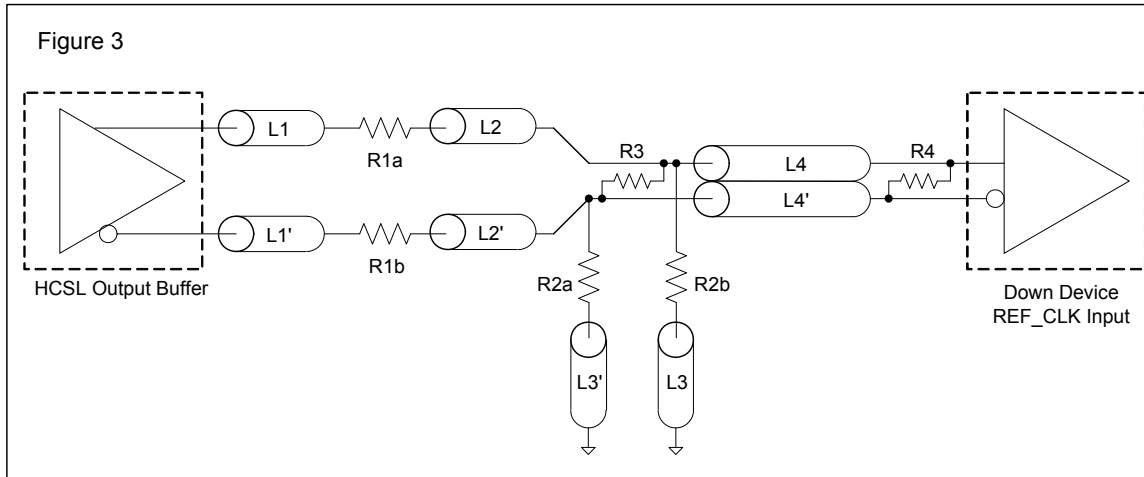 Figure 3
L1
R1a
L2
R3
L4
R4
L4'
L1'
R1b
L2'
HCSL Output Buffer
R2a
R2b
Down Device
REF_CLK Input
L3'
L3